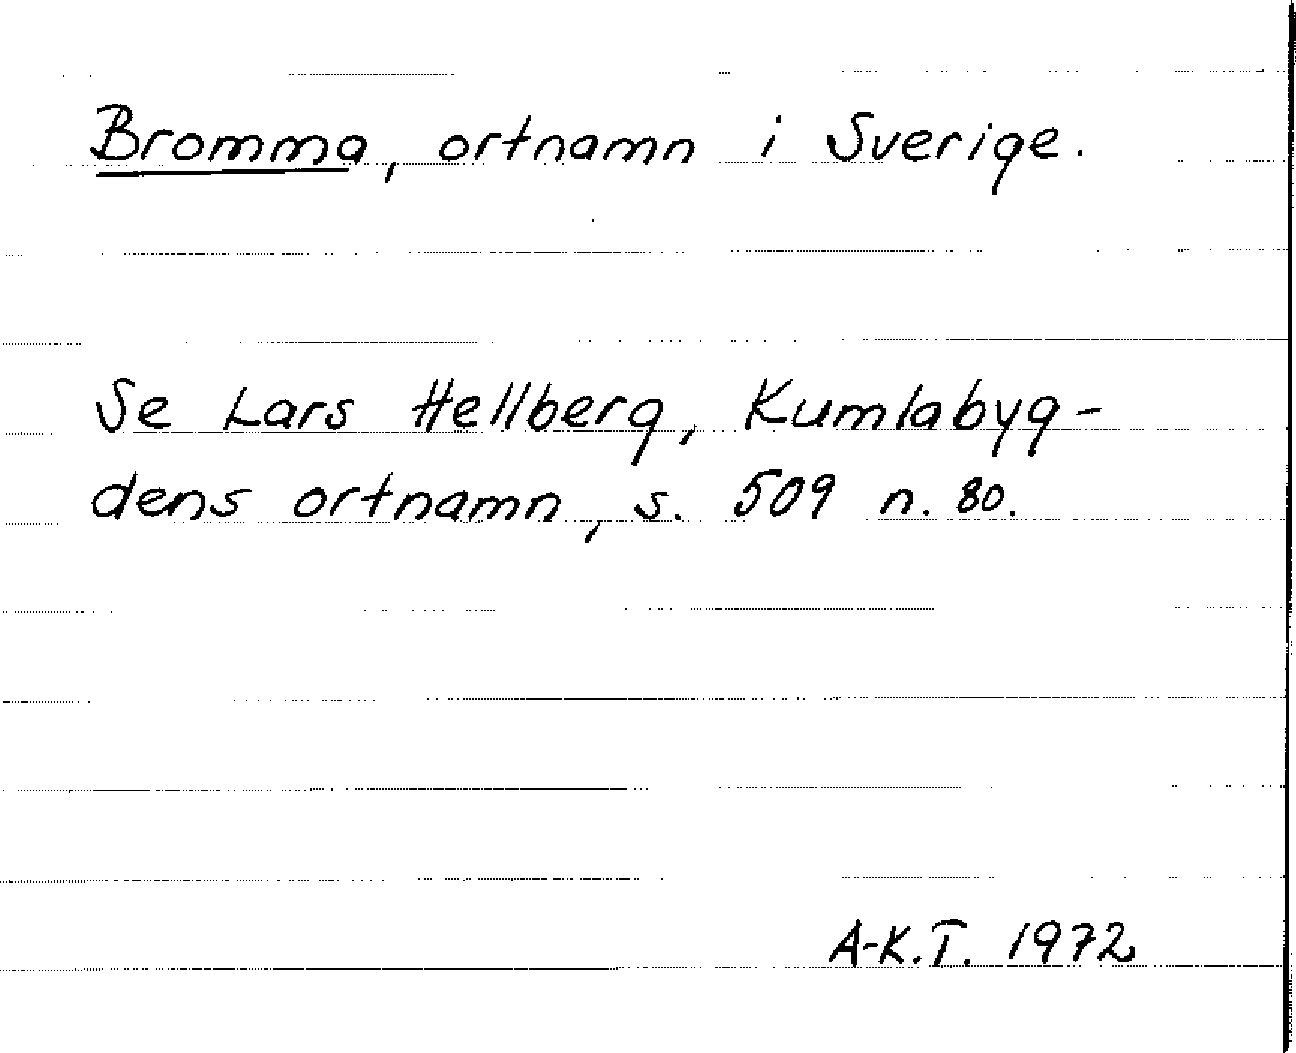 Bromma, ortnamn i Sverige.
Se Lars Hellberg, Kumlabyg-
dens ortnamn, s. 509 n. 80.
A-K.T. 1972